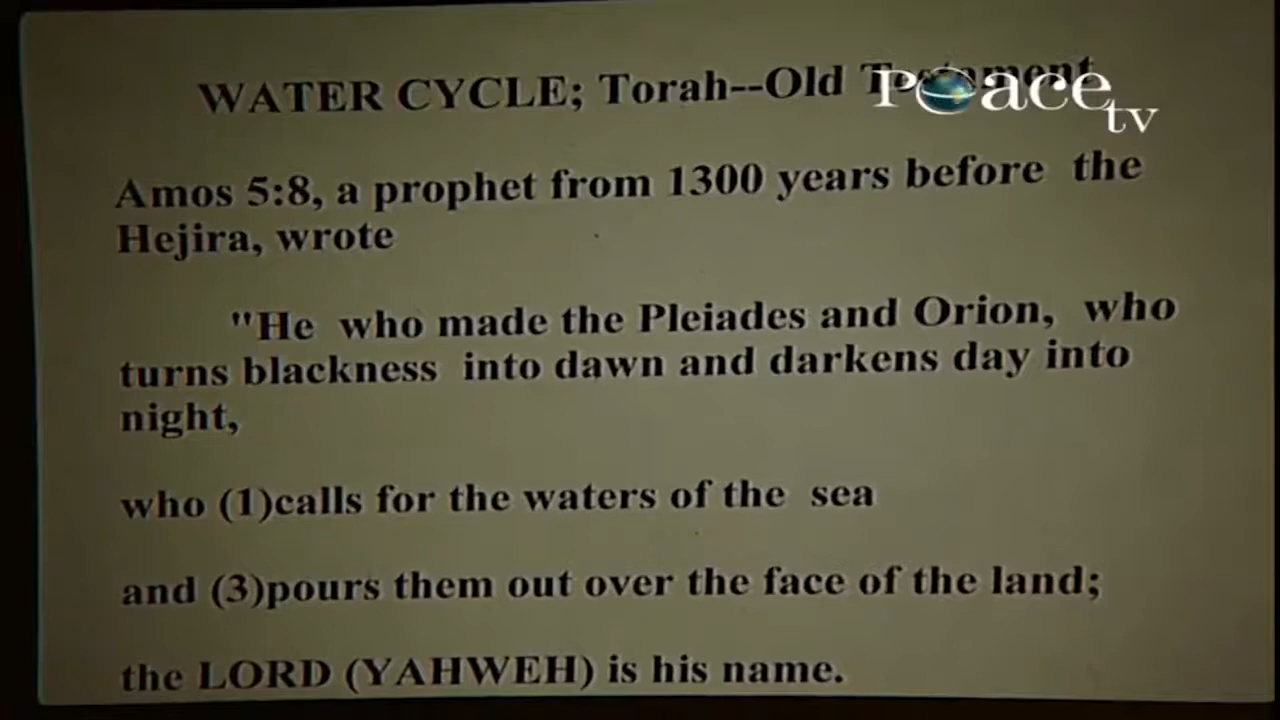 WATER CYCLE; Torah--Old Testament
Peace
tv
Amos 5:8, a prophet from 1300 years before the
Hejira, wrote
"He who made the Pleiades and Orion, who
turns blackness into dawn and darkens day into
night,
who (1)calls for the waters of the sea
and (3)pours them out over the face of the land;
the LORD (YAHWEH) is his name.